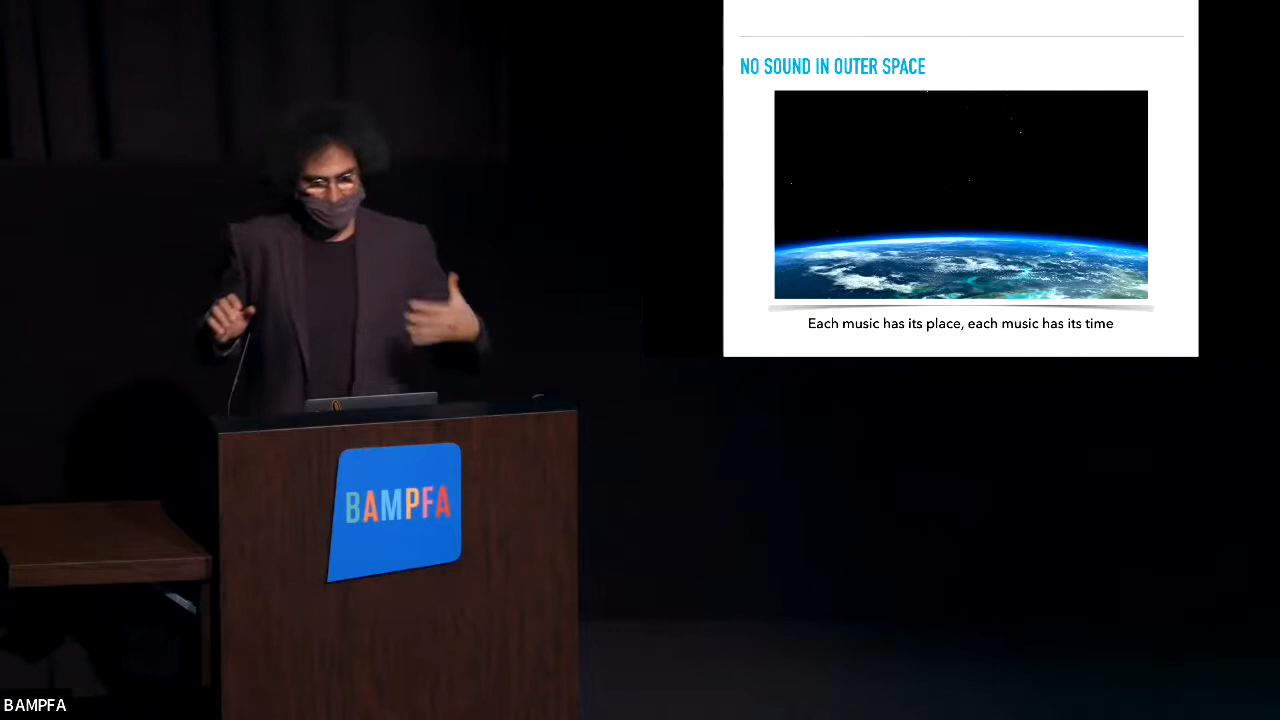 NO SOUND IN OUTER SPACE
Each music has its place, each music has its time
BAMPFA
BAMPFA